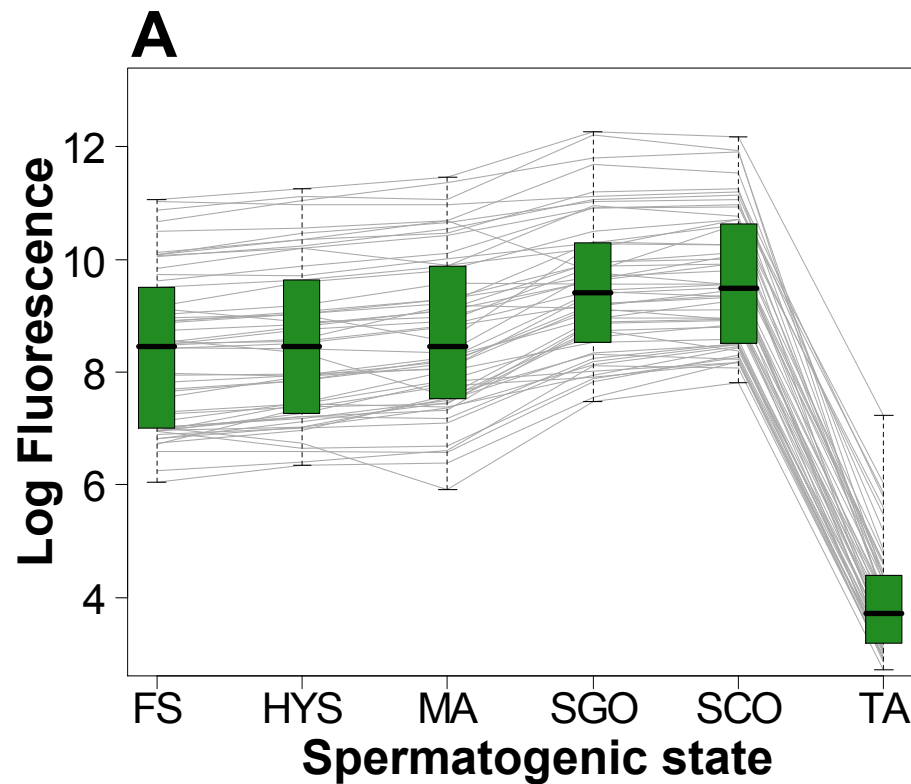 A
Log Fluorescence
12
10
8
6
4
FS HYS MA SGO SCO TA
Spermatogenic state